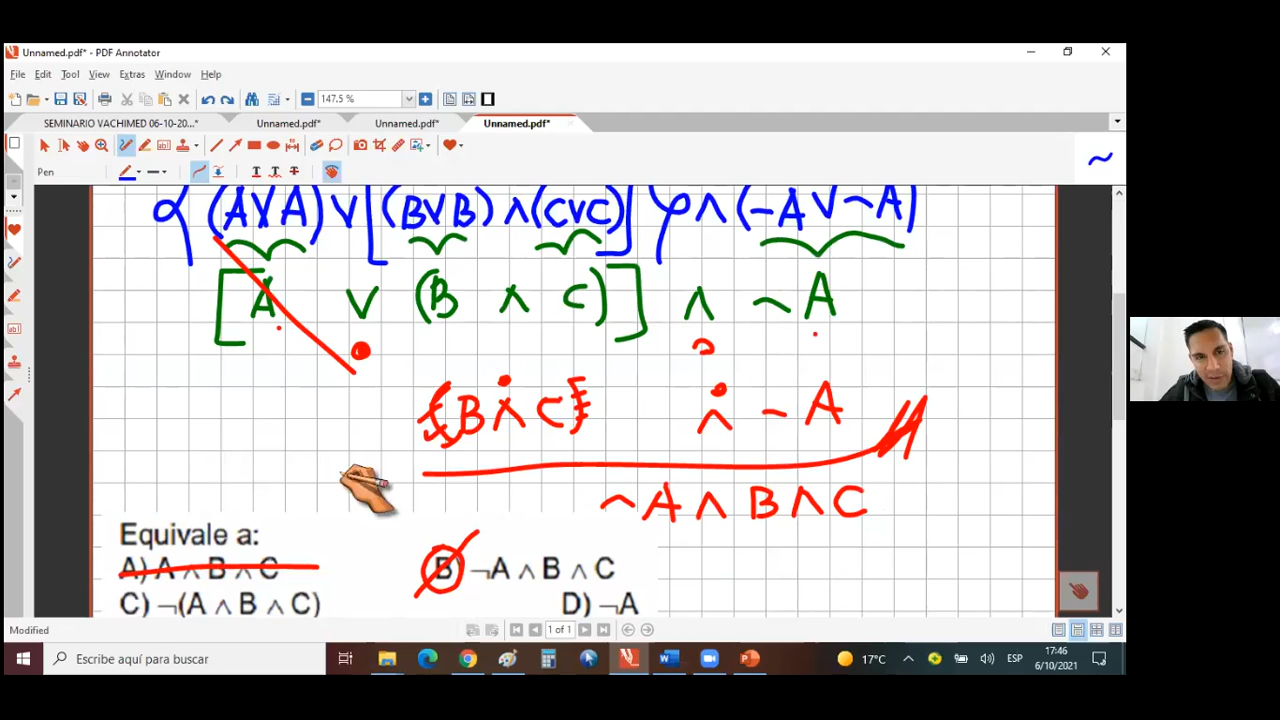 Unnamed.pdf* - PDF Annotator
File Edit Tool View Extras Window Help
147.5 %
SEMINARIO VACHIMED 06-10-20...* Unnamed.pdf* Unnamed.pdf* Unnamed.pdf*
Pen
~
(A∨A) ∨ [(B∨B) ∧ (C∨C)] ∧ (¬A ∨ ¬A)
[A ∨ (B ∧ C)] ∧ ~A
(B ∧ C) ∧ ~A
~A ∧ B ∧ C
Equivale a:
A) A ∧ B ∧ C B) ¬A ∧ B ∧ C
C) ¬(A ∧ B ∧ C) D) ¬A
Modified 1 of 1
Escribe aquí para buscar 17°C ESP 17:46
6/10/2021